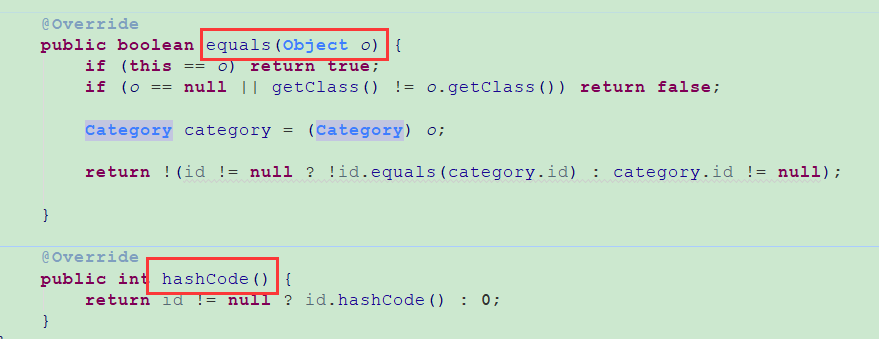 @Override
public boolean equals(Object o) {
if (this == o) return true;
if (o == null || getClass() != o.getClass()) return false;
Category category = (Category) o;
return !(id != null ? !id.equals(category.id) : category.id != null);
}
@Override
public int hashCode() {
return id != null ? id.hashCode() : 0;
}